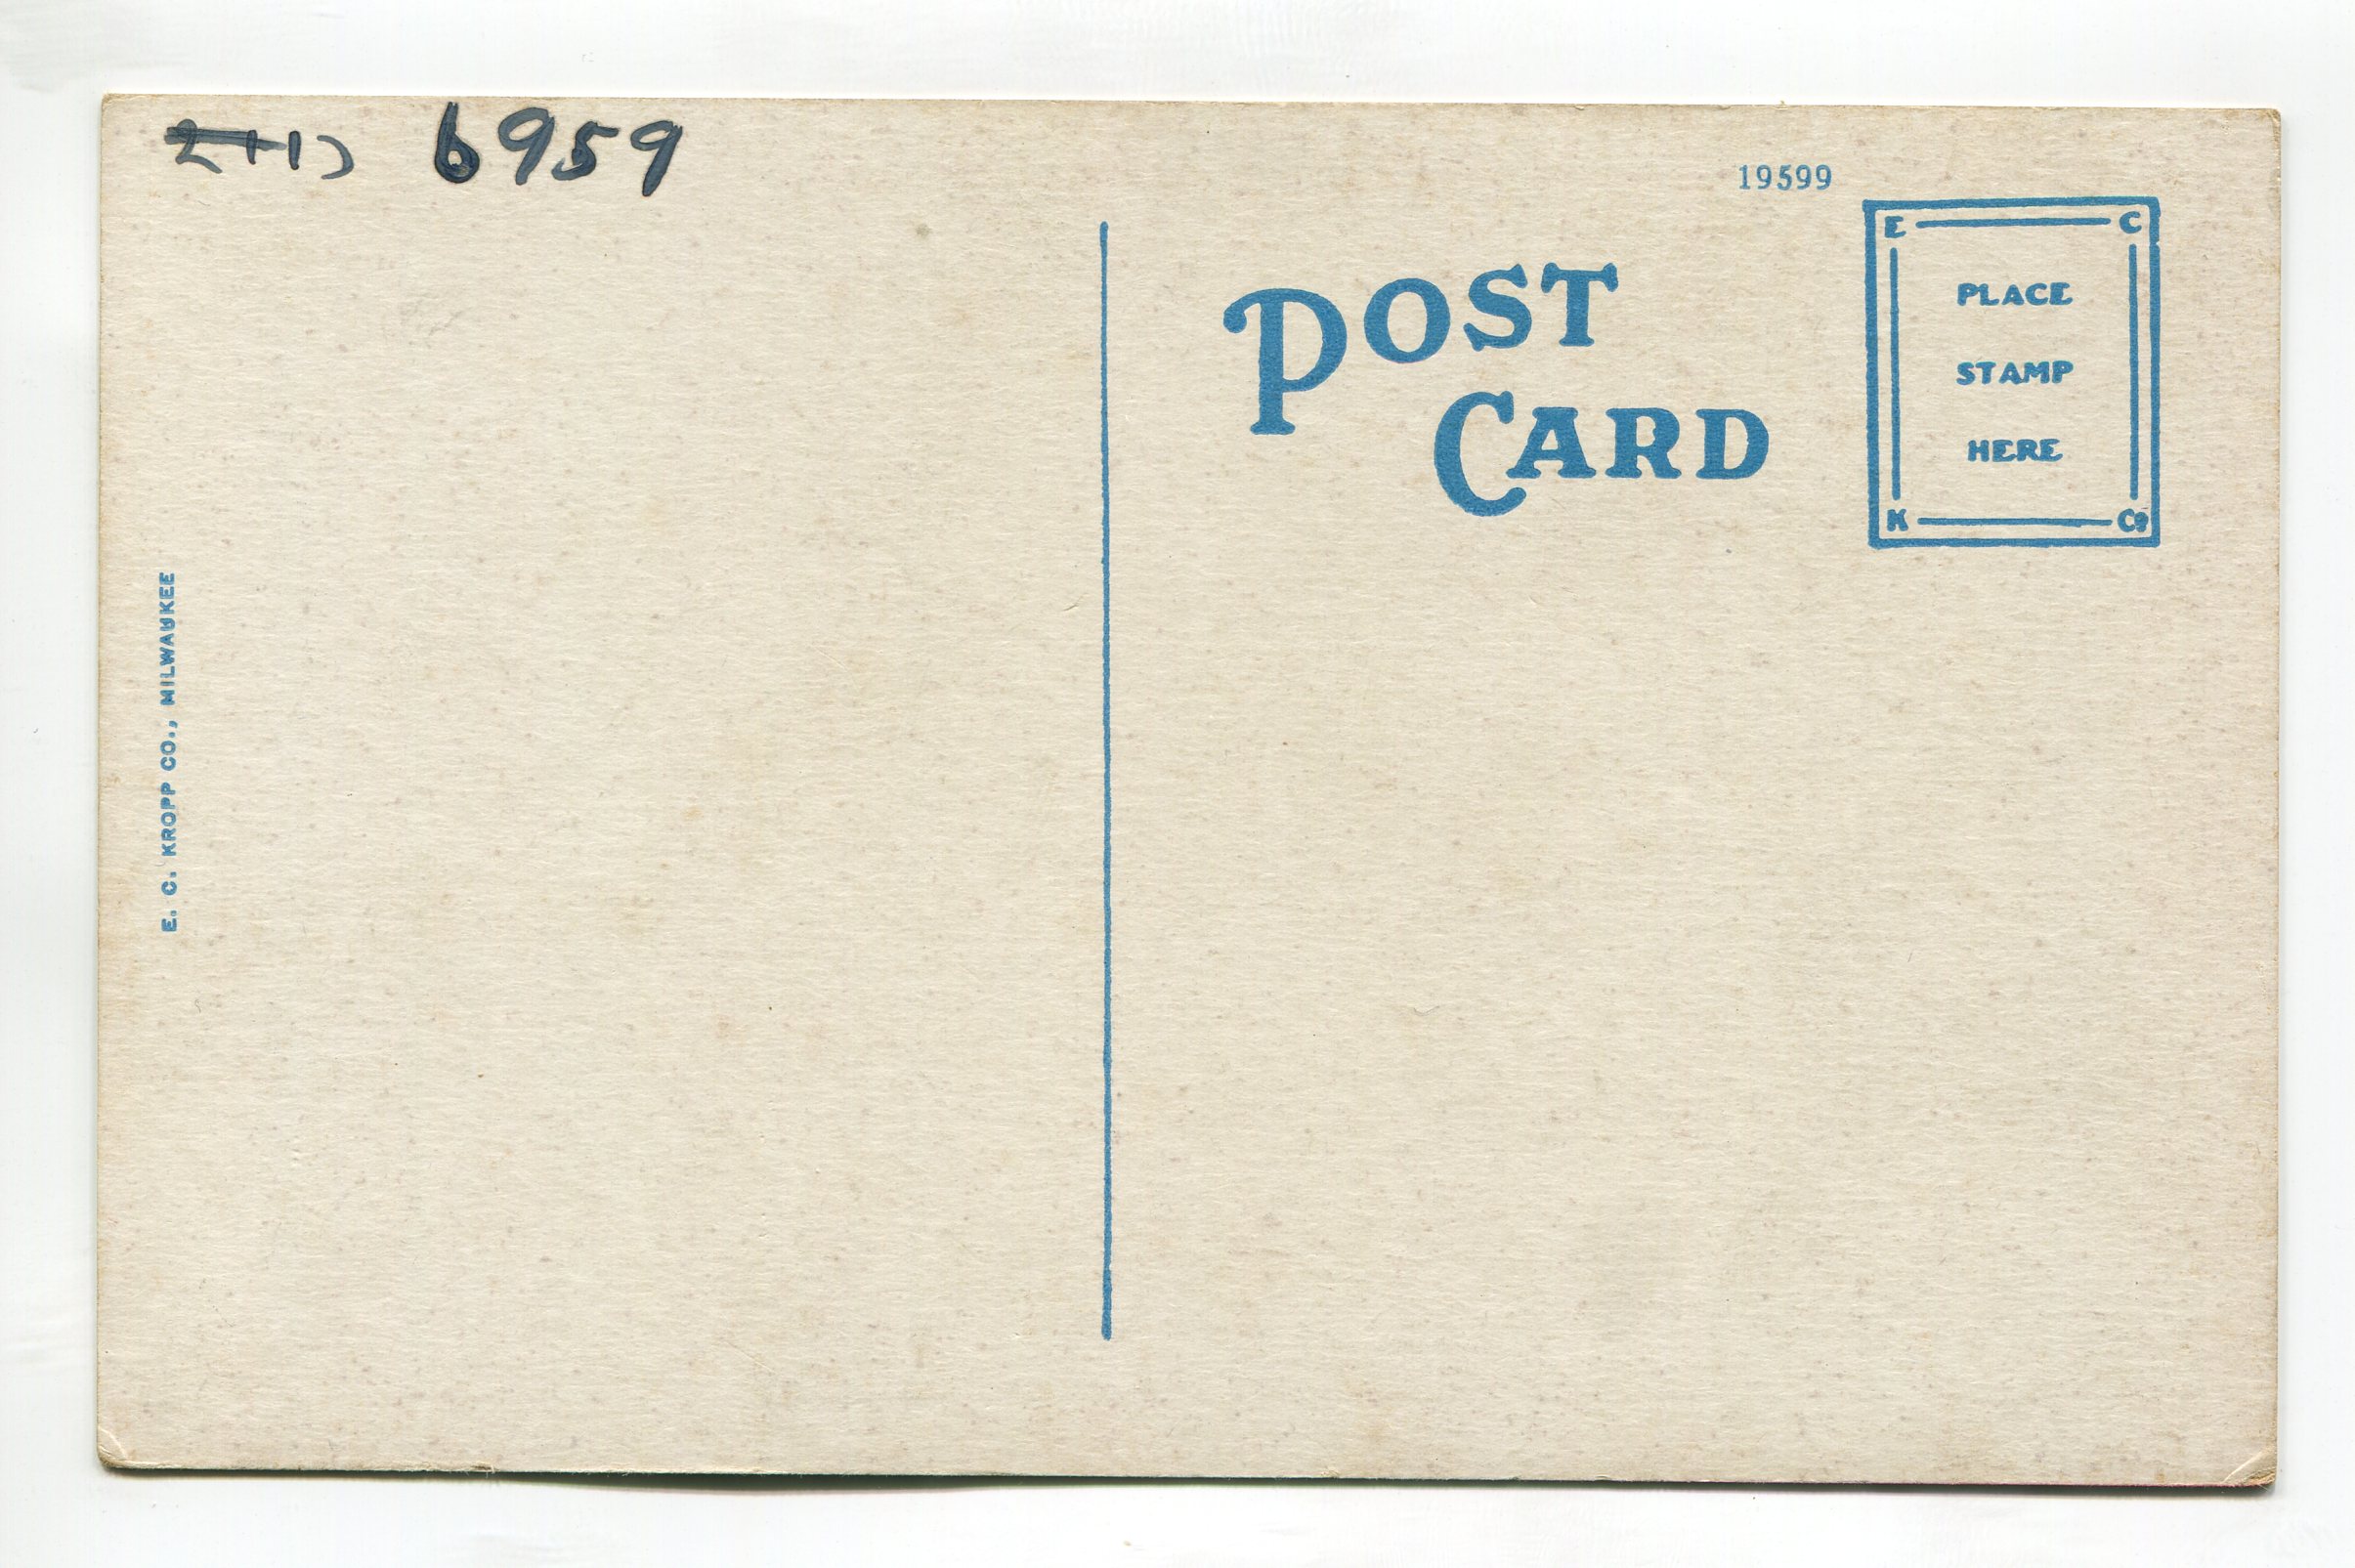 6959
19599
E C
POST
CARD
PLACE
STAMP
HERE
K Co
E. C. KROPP CO., MILWAUKEE